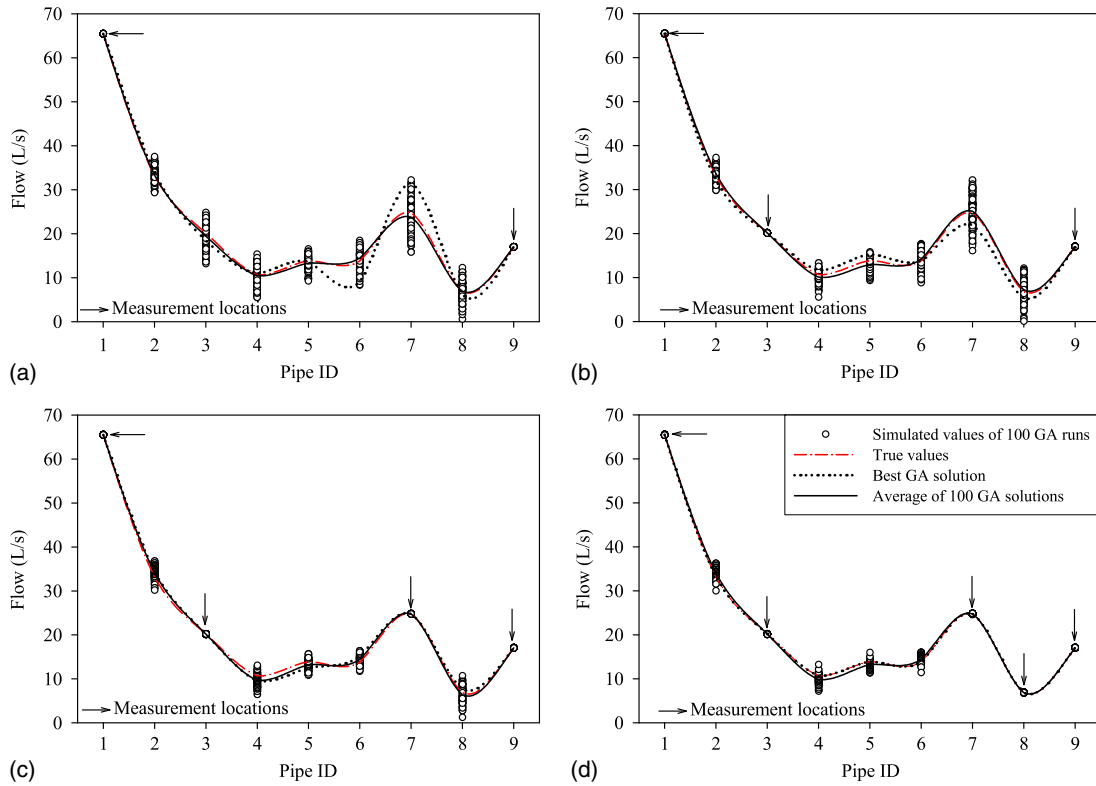 70
60
50
40
30
20
10
0
Flow (L/s)
Measurement locations
1 2 3 4 5 6 7 8 9
Pipe ID
(a)
70
60
50
40
30
20
10
0
Flow (L/s)
Measurement locations
1 2 3 4 5 6 7 8 9
Pipe ID
(b)
70
60
50
40
30
20
10
0
Flow (L/s)
Measurement locations
1 2 3 4 5 6 7 8 9
Pipe ID
(c)
70
60
50
40
30
20
10
0
Flow (L/s)
Simulated values of 100 GA runs
True values
Best GA solution
Average of 100 GA solutions
Measurement locations
1 2 3 4 5 6 7 8 9
Pipe ID
(d)